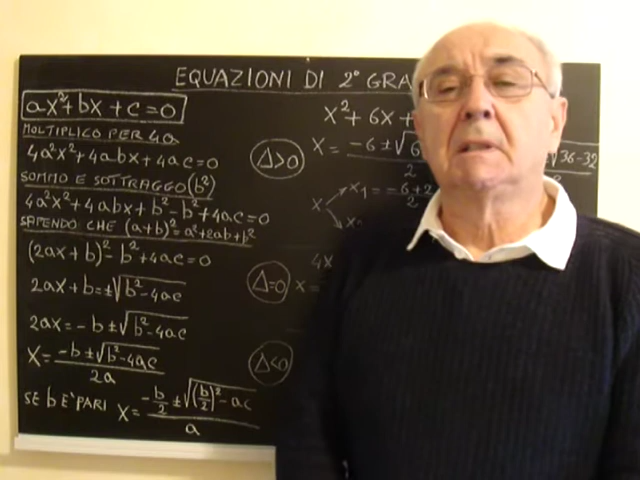 EQUAZIONI DI 2° GRA
ax²+bx+c=0
MOLTIPLICO PER 4a
4a²x²+4abx+4ac=0
SOMMO E SOTTRAGGO (b²)
4a²x²+4abx+b²-b²+4ac=0
SAPENDO CHE (a+b)²=a²+2ab+b²
(2ax+b)²-b²+4ac=0
2ax+b=±√b²-4ac
2ax=-b±√b²-4ac
x=-b±√b²-4ac/2a
SE b E' PARI x=-b/2±√(b/2)²-ac/a
Δ>0
x²+6x+
x=-6±√6
2
36-32
x
x₁=-6+2
2
Δ=0
4x
x=
Δ<0